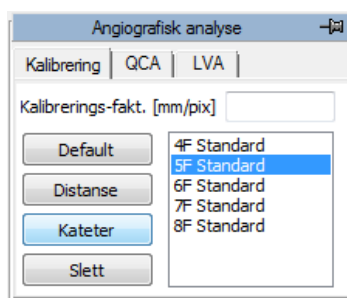 Angiografisk analyse
Kalibrering QCA LVA
Kalibrerings-fakt. [mm/pix]
Default
Distanse
Kateter
Slett
4F Standard
5F Standard
6F Standard
7F Standard
8F Standard